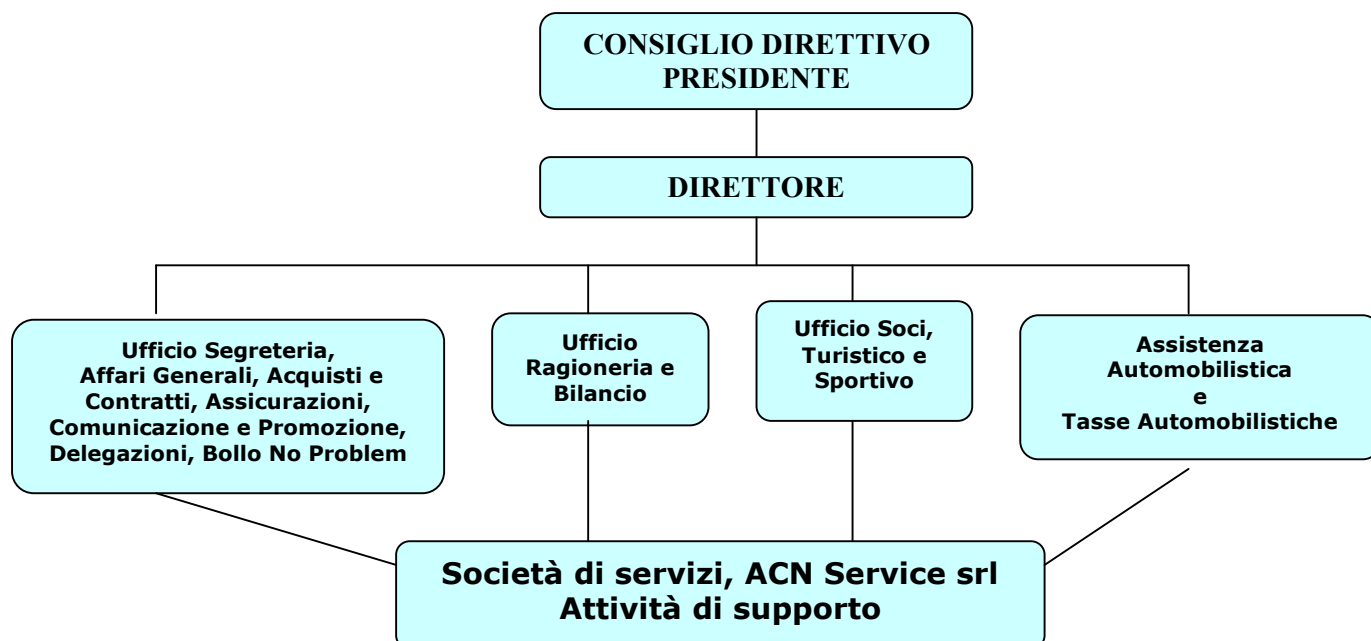 CONSIGLIO DIRETTIVO
PRESIDENTE
DIRETTORE
Ufficio Segreteria,
Affari Generali, Acquisti e
Contratti, Assicurazioni,
Comunicazione e Promozione,
Delegazioni, Bollo No Problem
Ufficio
Ragioneria e
Bilancio
Ufficio Soci,
Turistico e
Sportivo
Assistenza
Automobilistica
e
Tasse Automobilistiche
Società di servizi, ACN Service srl
Attività di supporto